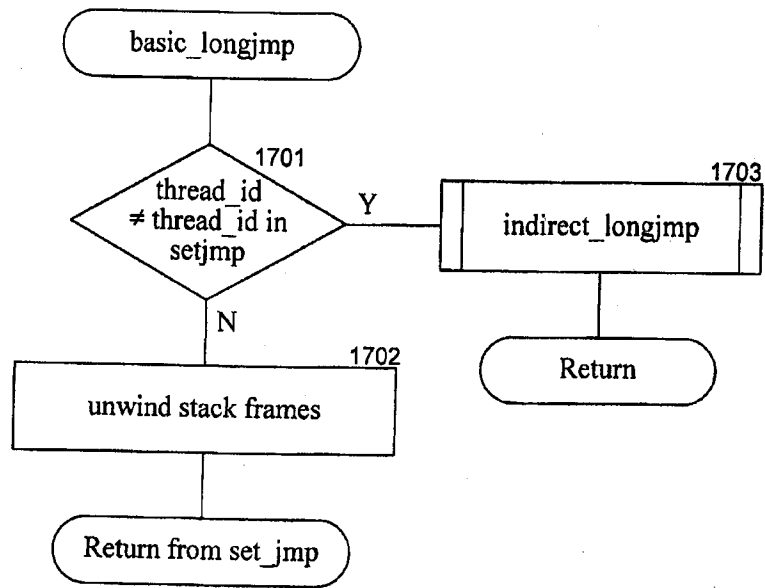 basic_longjmp
1701
thread_id
≠ thread_id in
setjmp
Y
1703
indirect_longjmp
N
Return
1702
unwind stack frames
Return from set_jmp